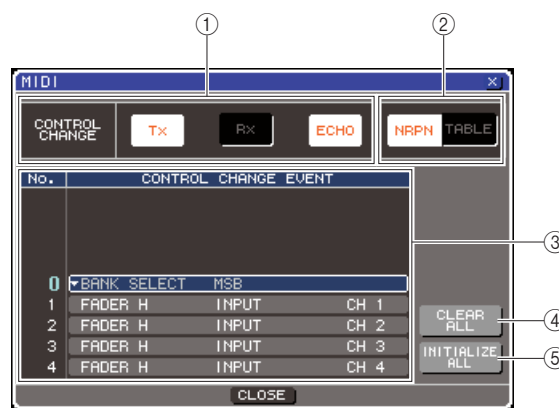 ①
②
MIDI
X
CONTROL CHANGE
TX
RX
ECHO
NRPN TABLE
No. CONTROL CHANGE EVENT
③
0 BANK SELECT MSB
1 FADER H INPUT CH 1
2 FADER H INPUT CH 2
3 FADER H INPUT CH 3
4 FADER H INPUT CH 4
CLEAR ALL
④
INITIALIZE ALL
⑤
CLOSE